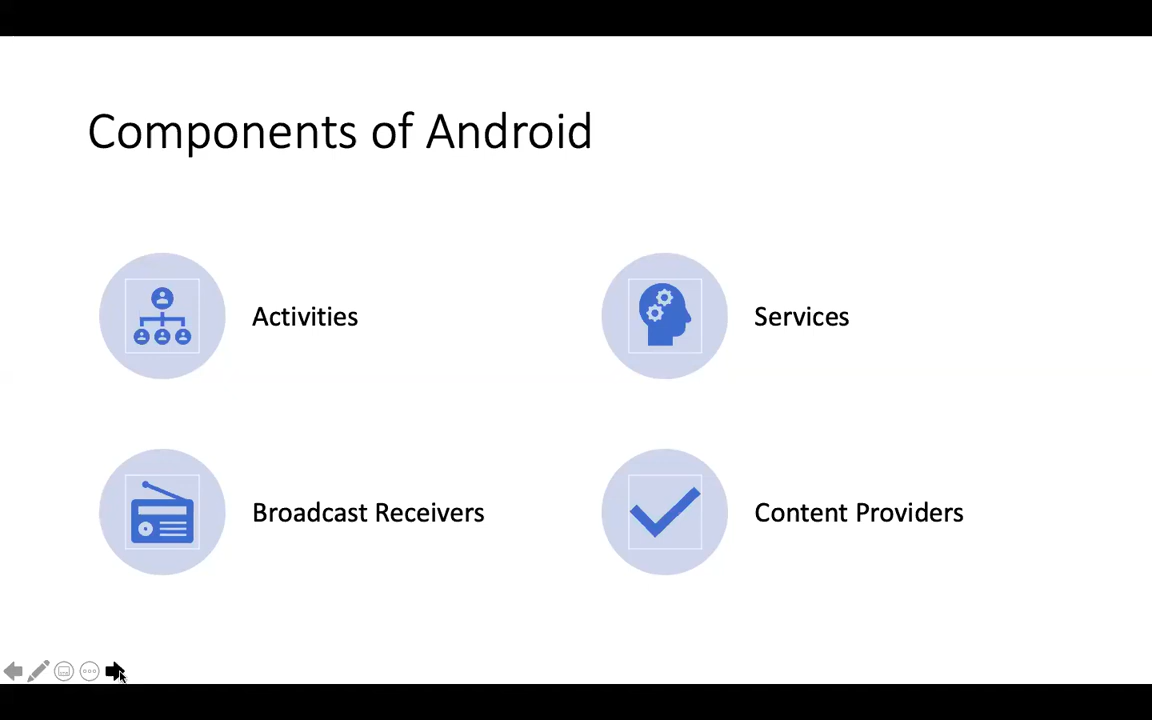 Components of Android
Activities
Services
Broadcast Receivers
Content Providers